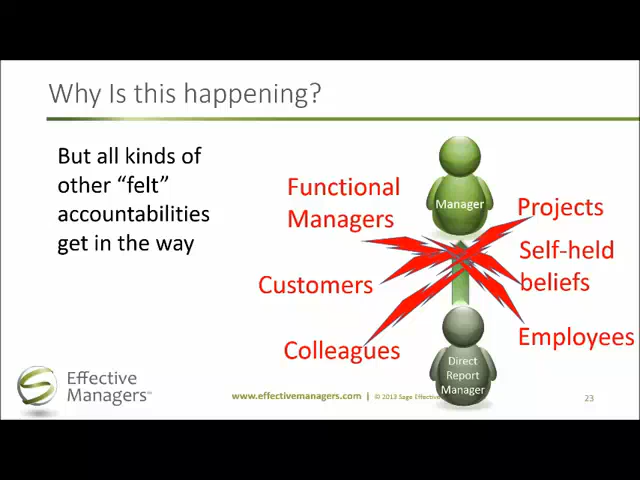 Why Is this happening?
But all kinds of
other “felt”
accountabilities
get in the way
Functional
Managers
Customers
Colleagues
Manager
Projects
Self-held
beliefs
Employees
Direct
Report
Manager
Effective
Managers™
www.effectivemanagers.com | © 2013 Sage Effective
23